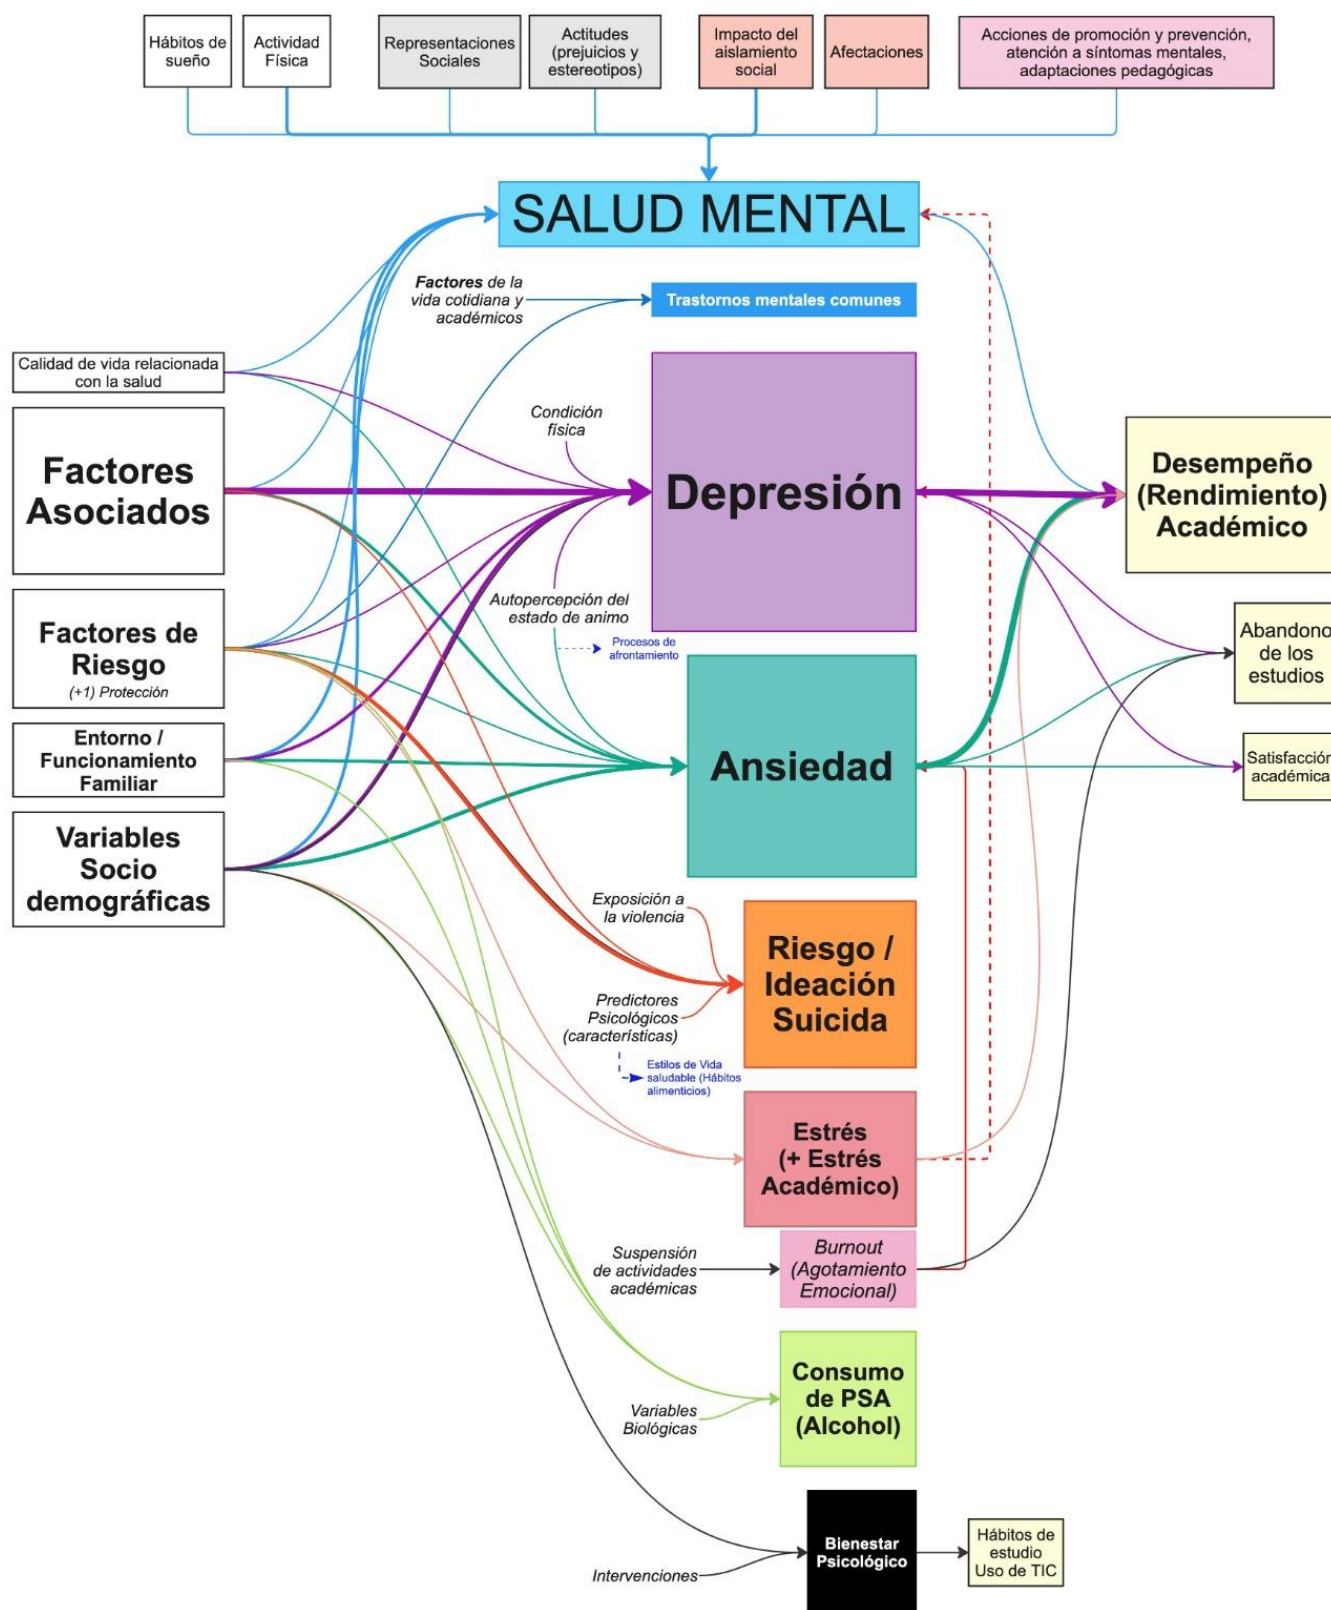 Hábitos de
sueño
Actividad
Física
Representaciones
Sociales
Actitudes
(prejuicios y
estereotipos)
Impacto del
aislamiento
social
Afectaciones
Acciones de promoción y prevención,
atención a síntomas mentales,
adaptaciones pedagógicas
SALUD MENTAL
Factores de la
vida cotidiana y
académicos
Trastornos mentales comunes
Calidad de vida relacionada
con la salud
Factores
Asociados
Condición
física
Depresión
Desempeño
(Rendimiento)
Académico
Factores de
Riesgo
(+1) Protección
Autopercepción del
estado de animo
Procesos de
afrontamiento
Abandono
de los
estudios
Entorno /
Funcionamiento
Familiar
Ansiedad
Satisfacción
académica
Variables
Socio
demográficas
Exposición a
la violencia
Riesgo /
Ideación
Suicida
Predictores
Psicológicos
(características)
Estilos de Vida
saludable (Hábitos
alimenticios)
Estrés
(+ Estrés
Académico)
Suspensión
de actividades
académicas
Burnout
(Agotamiento
Emocional)
Consumo
de PSA
(Alcohol)
Variables
Biológicas
Bienestar
Psicológico
Hábitos de
estudio
Uso de TIC
Intervenciones